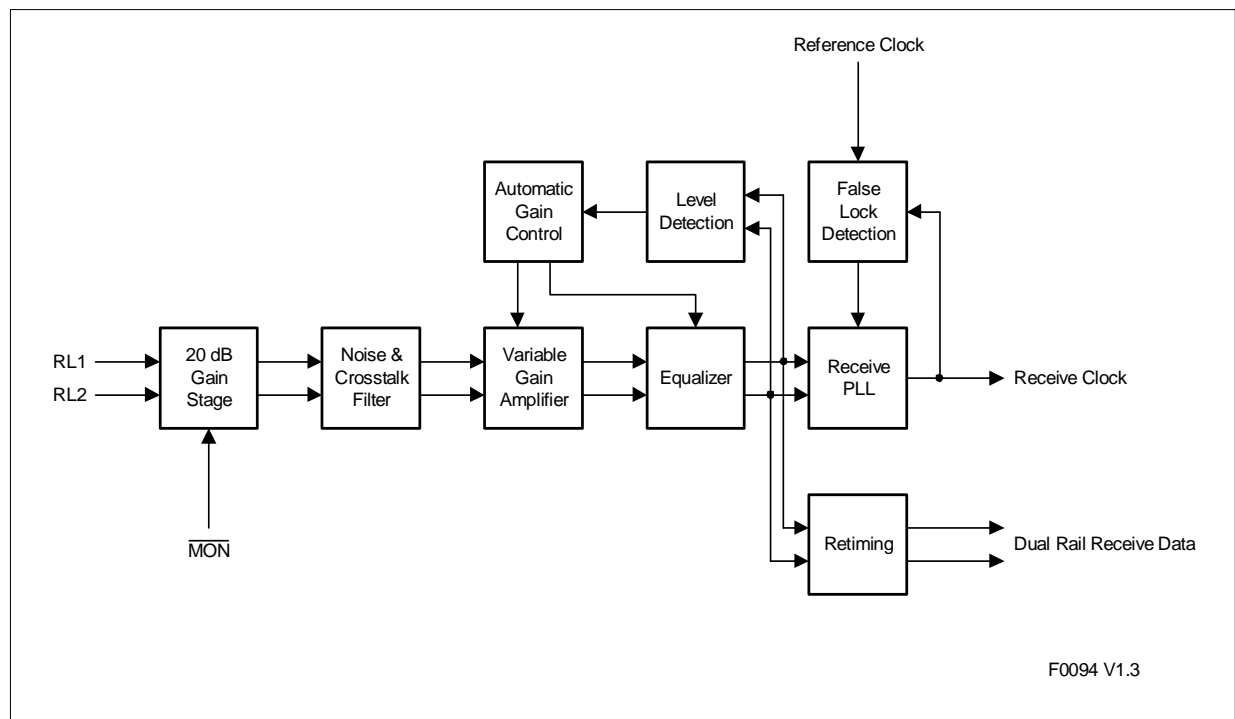 Reference Clock
Automatic
Gain
Control
Level
Detection
False
Lock
Detection
RL1
RL2
20 dB
Gain
Stage
Noise &
Crosstalk
Filter
Variable
Gain
Amplifier
Equalizer
Receive
PLL
Receive Clock
MON
Retiming
Dual Rail Receive Data
F0094 V1.3